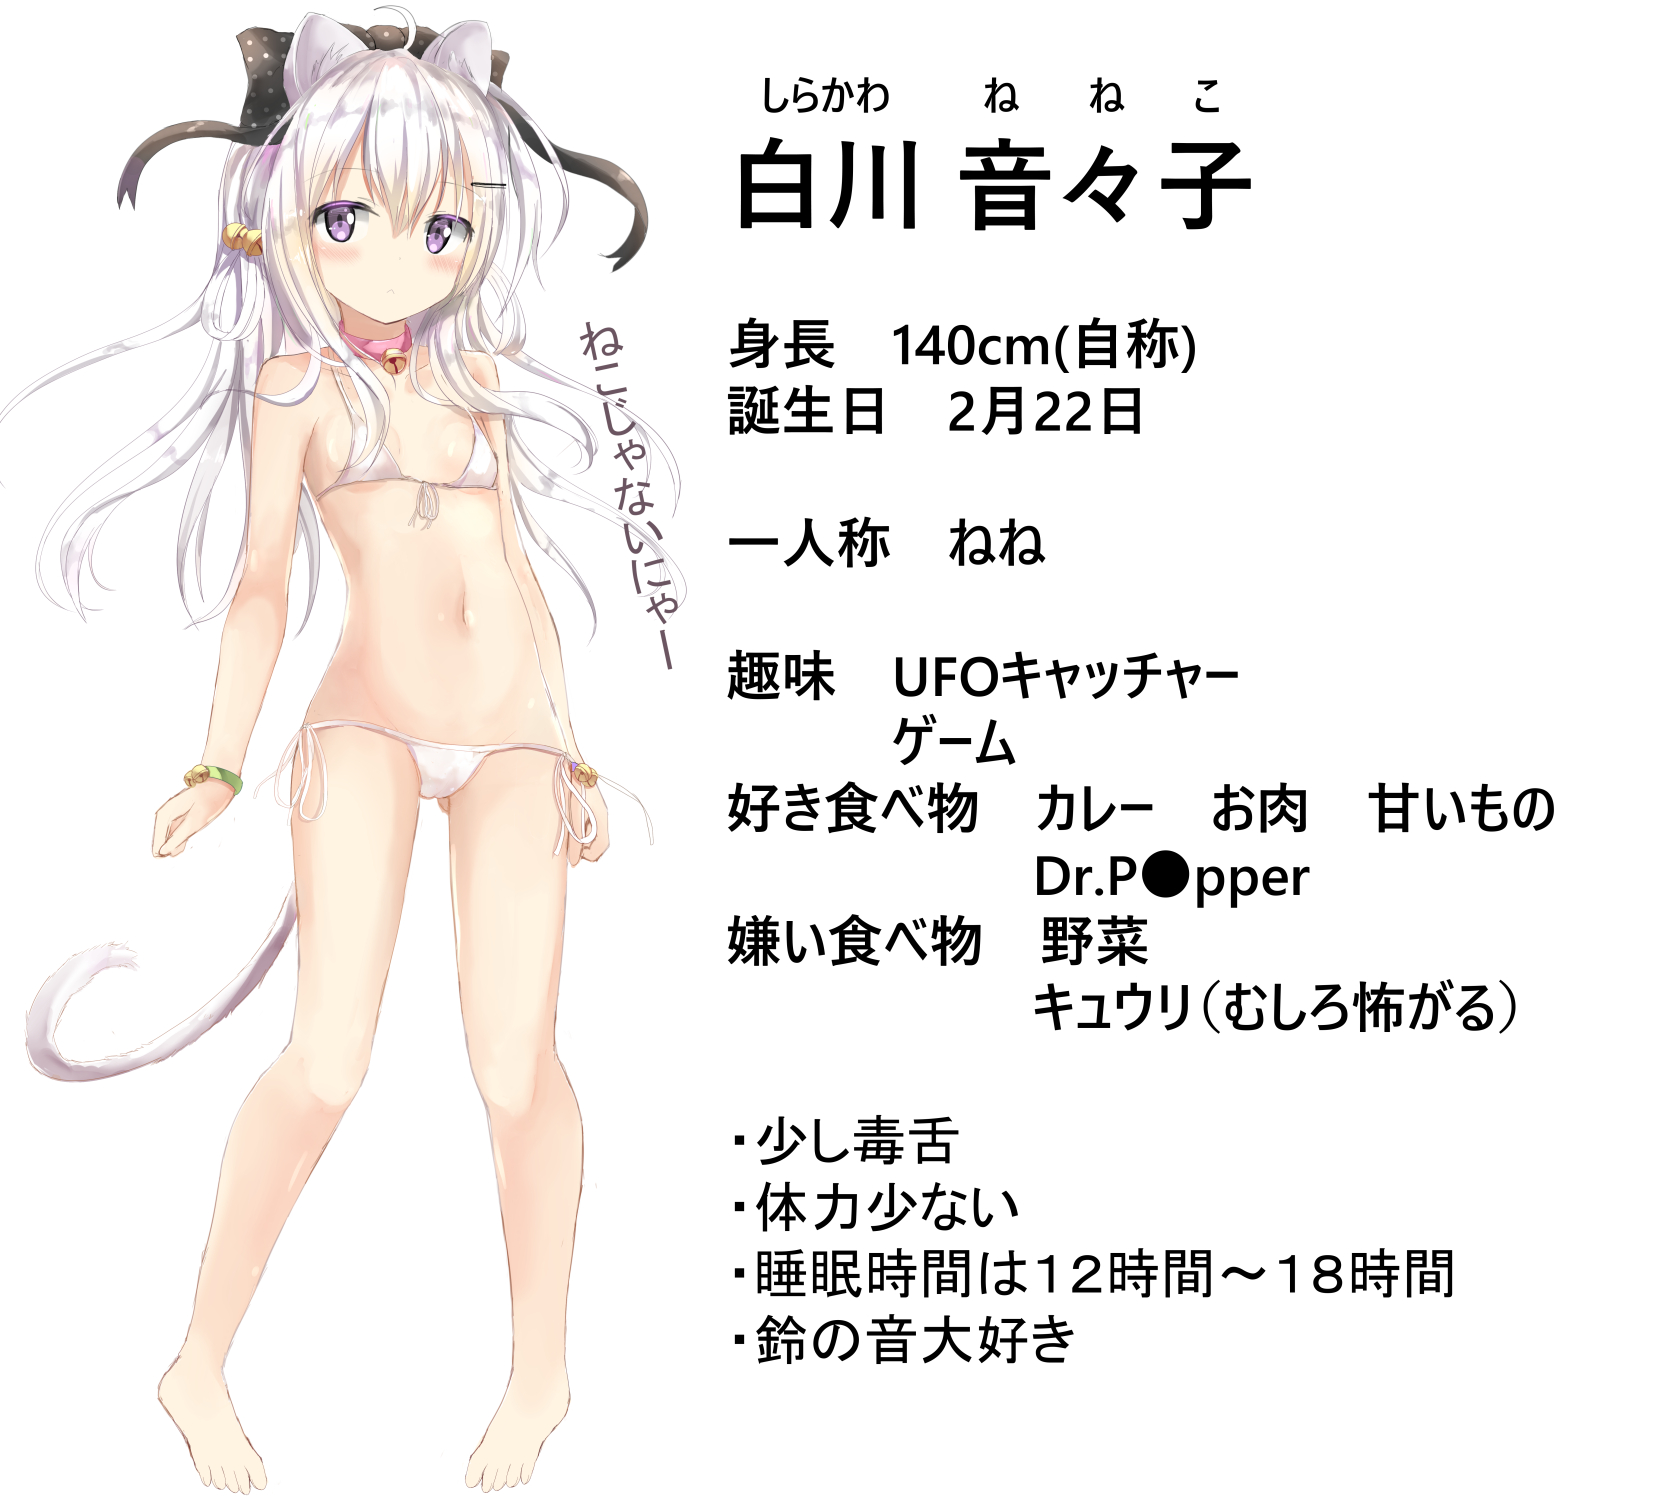 しらかわ ね ね こ
白川 音々子
ねこじゃないにゃー
身長 140cm(自称)
誕生日 2月22日
一人称 ねね
趣味 UFOキャッチャー
ゲーム
好き食べ物 カレー お肉 甘いもの
Dr.P●pper
嫌い食べ物 野菜
キュウリ（むしろ怖がる）
・少し毒舌
・体力少ない
・睡眠時間は１２時間～１８時間
・鈴の音大好き